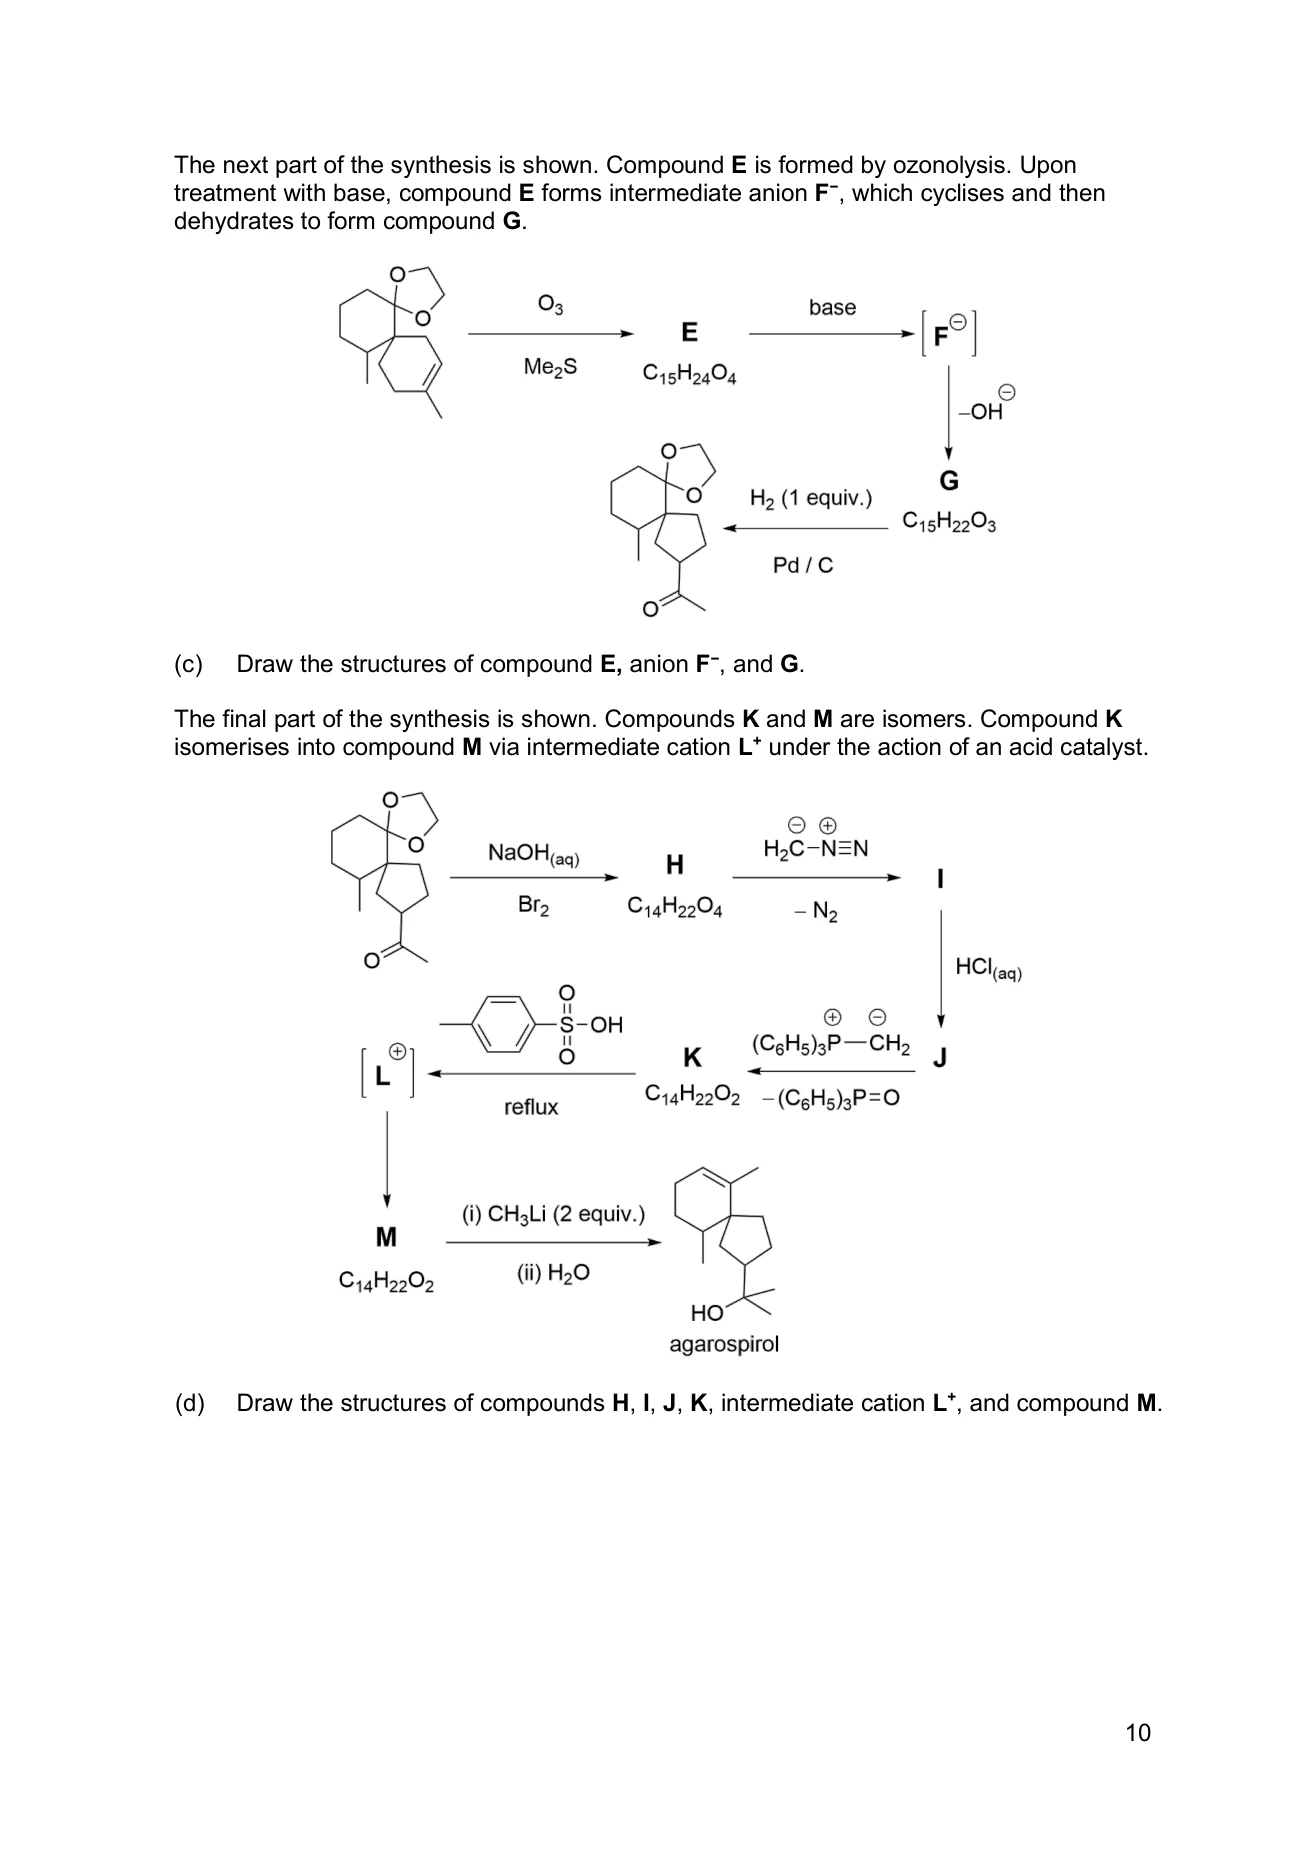 The next part of the synthesis is shown. Compound E is formed by ozonolysis. Upon
treatment with base, compound E forms intermediate anion F⁻, which cyclises and then
dehydrates to form compound G.
O
O
O₃
Me₂S
E
C₁₅H₂₄O₄
base
[F⊖]
–OH⊖
G
C₁₅H₂₂O₃
H₂ (1 equiv.)
Pd / C
O
O
O
(c) Draw the structures of compound E, anion F⁻, and G.
The final part of the synthesis is shown. Compounds K and M are isomers. Compound K
isomerises into compound M via intermediate cation L⁺ under the action of an acid catalyst.
O
O
O
NaOH(aq)
Br₂
H
C₁₄H₂₂O₄
⊖ ⊕
H₂C–N≡N
– N₂
I
HCl(aq)
J
⊕ ⊖
(C₆H₅)₃P—CH₂
–(C₆H₅)₃P=O
K
C₁₄H₂₂O₂
O
S–OH
O
reflux
[L⊕]
M
C₁₄H₂₂O₂
(i) CH₃Li (2 equiv.)
(ii) H₂O
HO
agarospirol
(d) Draw the structures of compounds H, I, J, K, intermediate cation L⁺, and compound M.
10